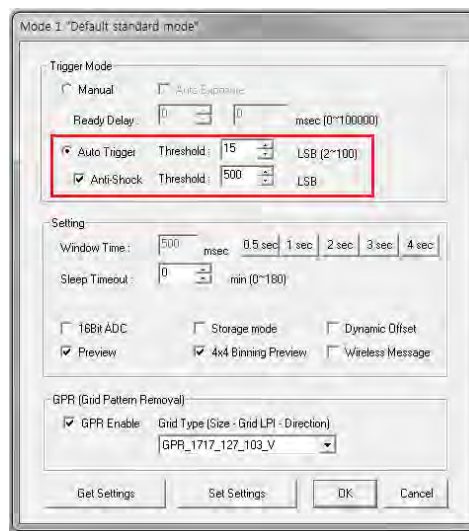 Mode 1 "Default standard mode"
Trigger Mode
Manual Auto Exposure
Ready Delay : 0 0 msec (0~100000)
Auto Trigger Threshold : 15 LSB (2~100)
Anti-Shock Threshold : 500 LSB
Setting
Window Time : 500 msec 0.5 sec 1 sec 2 sec 3 sec 4 sec
Sleep Timeout : 0 min (0~180)
16Bit ADC Storage mode Dynamic Offset
Preview 4x4 Binning Preview Wireless Message
GPR (Grid Pattern Removal)
GPR Enable Grid Type (Size - Grid LPI - Direction)
GPR_1717_127_103_V
Get Settings Set Settings OK Cancel